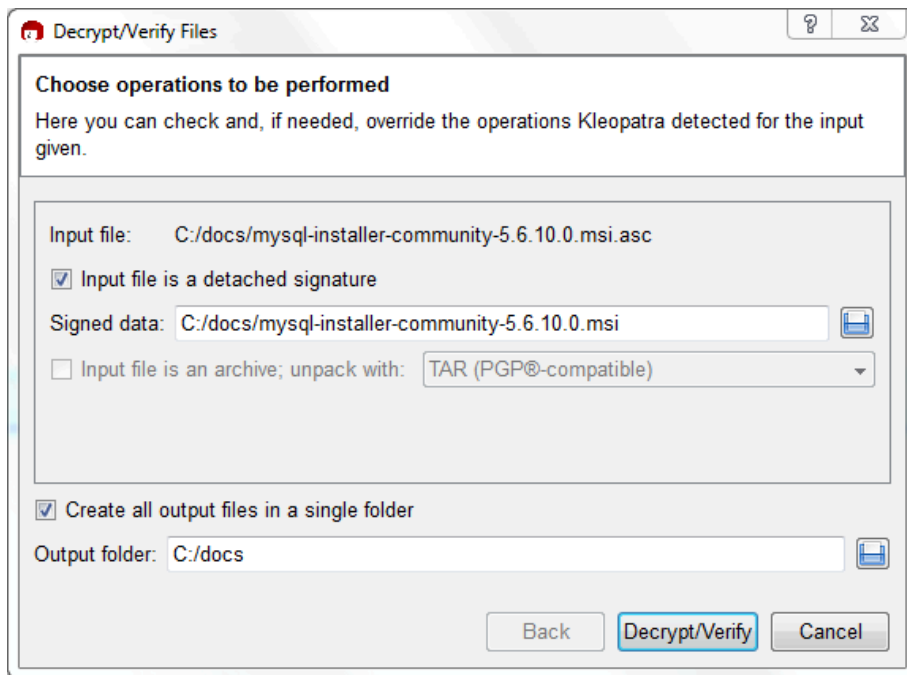 Decrypt/Verify Files
Choose operations to be performed
Here you can check and, if needed, override the operations Kleopatra detected for the input
given.
Input file: C:/docs/mysql-installer-community-5.6.10.0.msi.asc
Input file is a detached signature
Signed data: C:/docs/mysql-installer-community-5.6.10.0.msi
Input file is an archive; unpack with: TAR (PGP®-compatible)
Create all output files in a single folder
Output folder: C:/docs
Back Decrypt/Verify Cancel